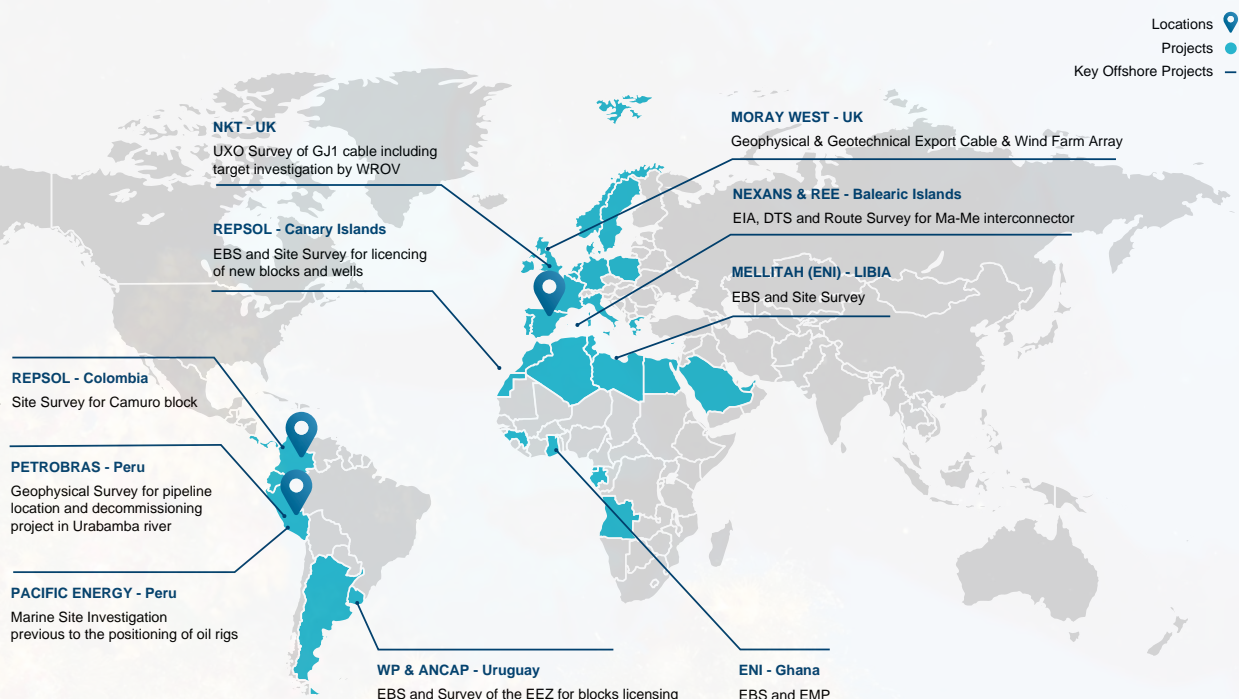 Locations
Projects
Key Offshore Projects
NKT - UK
UXO Survey of GJ1 cable including
target investigation by WROV
REPSOL - Canary Islands
EBS and Site Survey for licencing
of new blocks and wells
MORAY WEST - UK
Geophysical & Geotechnical Export Cable & Wind Farm Array
NEXANS & REE - Balearic Islands
EIA, DTS and Route Survey for Ma-Me interconnector
MELLITAH (ENI) - LIBIA
EBS and Site Survey
REPSOL - Colombia
Site Survey for Camuro block
PETROBRAS - Peru
Geophysical Survey for pipeline
location and decommissioning
project in Urabamba river
PACIFIC ENERGY - Peru
Marine Site Investigation
previous to the positioning of oil rigs
WP & ANCAP - Uruguay
EBS and Survey of the EEZ for blocks licensing
ENI - Ghana
EBS and EMP